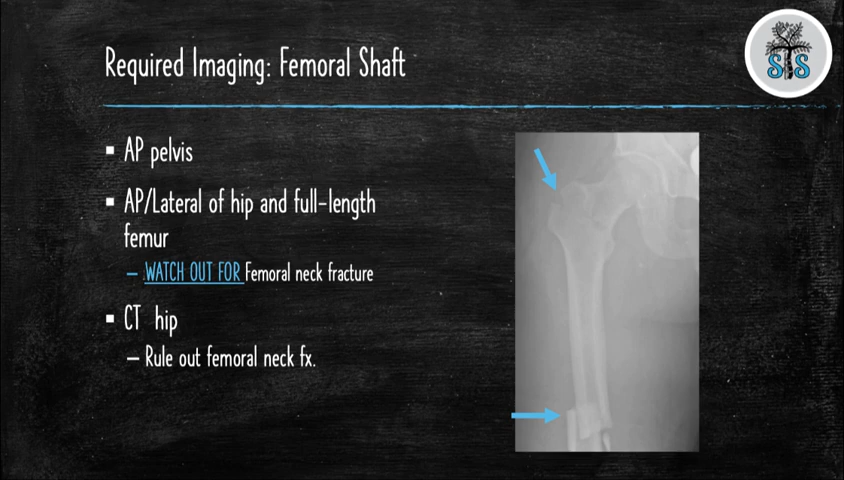 Required Imaging: Femoral Shaft
STS
▪ AP pelvis
▪ AP/Lateral of hip and full-length
femur
– WATCH OUT FOR Femoral neck fracture
▪ CT hip
– Rule out femoral neck fx.